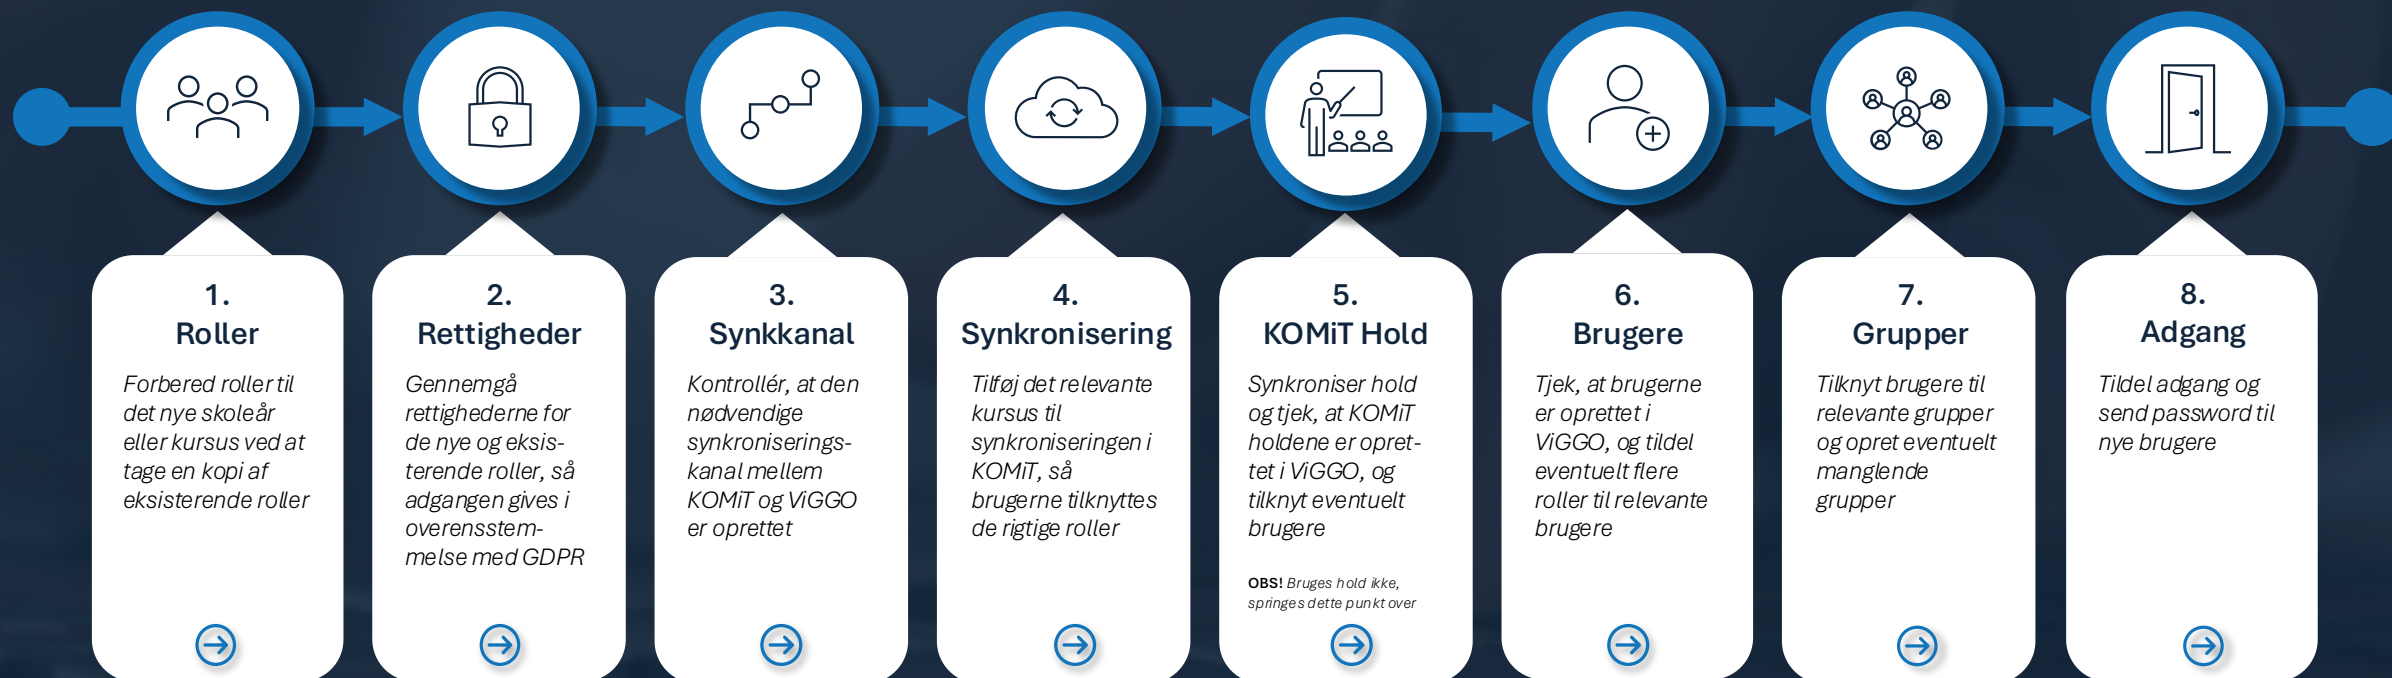 1.
Roller
Forbered roller til
det nye skoleår
eller kursus ved at
tage en kopi af
eksisterende roller
2.
Rettigheder
Gennemgå
rettighederne for
de nye og eksis-
terende roller, så
adgangen gives i
overensstem-
melse med GDPR
3.
Synkkanal
Kontrollér, at den
nødvendige
synkroniserings-
kanal mellem
KOMiT og ViGGO
er oprettet
4.
Synkronisering
Tilføj det relevante
kursus til
synkroniseringen i
KOMiT, så
brugerne tilknyttes
de rigtige roller
5.
KOMiT Hold
Synkroniser hold
og tjek, at KOMiT
holdene er opret-
tet i ViGGO, og
tilknyt eventuelt
brugere
OBS! Bruges hold ikke,
springes dette punkt over
6.
Brugere
Tjek, at brugerne
er oprettet i
ViGGO, og tildel
eventuelt flere
roller til relevante
brugere
7.
Grupper
Tilknyt brugere til
relevante grupper
og opret eventuelt
manglende
grupper
8.
Adgang
Tildel adgang og
send password til
nye brugere